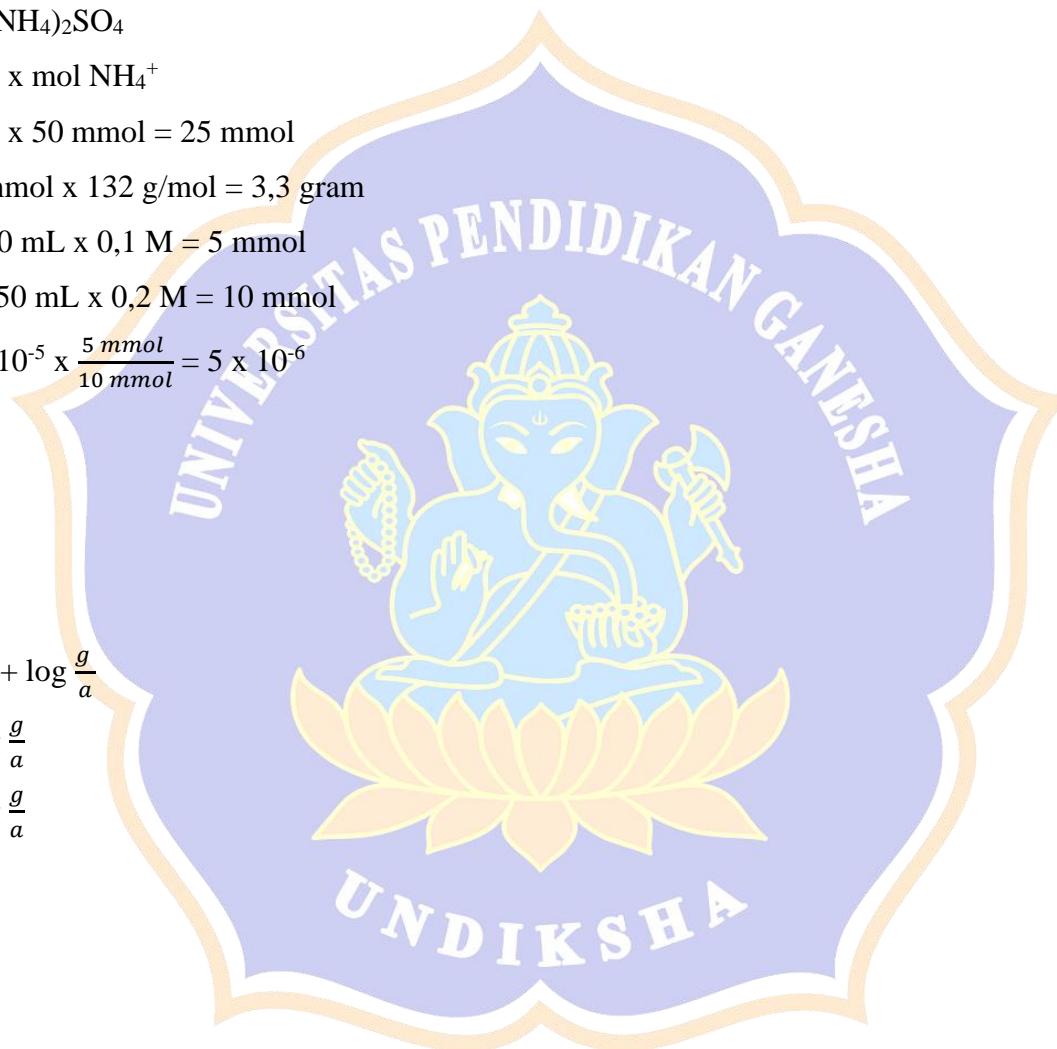 NH₄)₂SO₄
x mol NH₄⁺
x 50 mmol = 25 mmol
mmol x 132 g/mol = 3,3 gram
0 mL x 0,1 M = 5 mmol
50 mL x 0,2 M = 10 mmol
10⁻⁵ x 5 mmol/10 mmol = 5 x 10⁻⁶
+ log g/a
g/a
g/a
UNIVERSITAS PENDIDIKAN GANESHA
UNDIKSHA